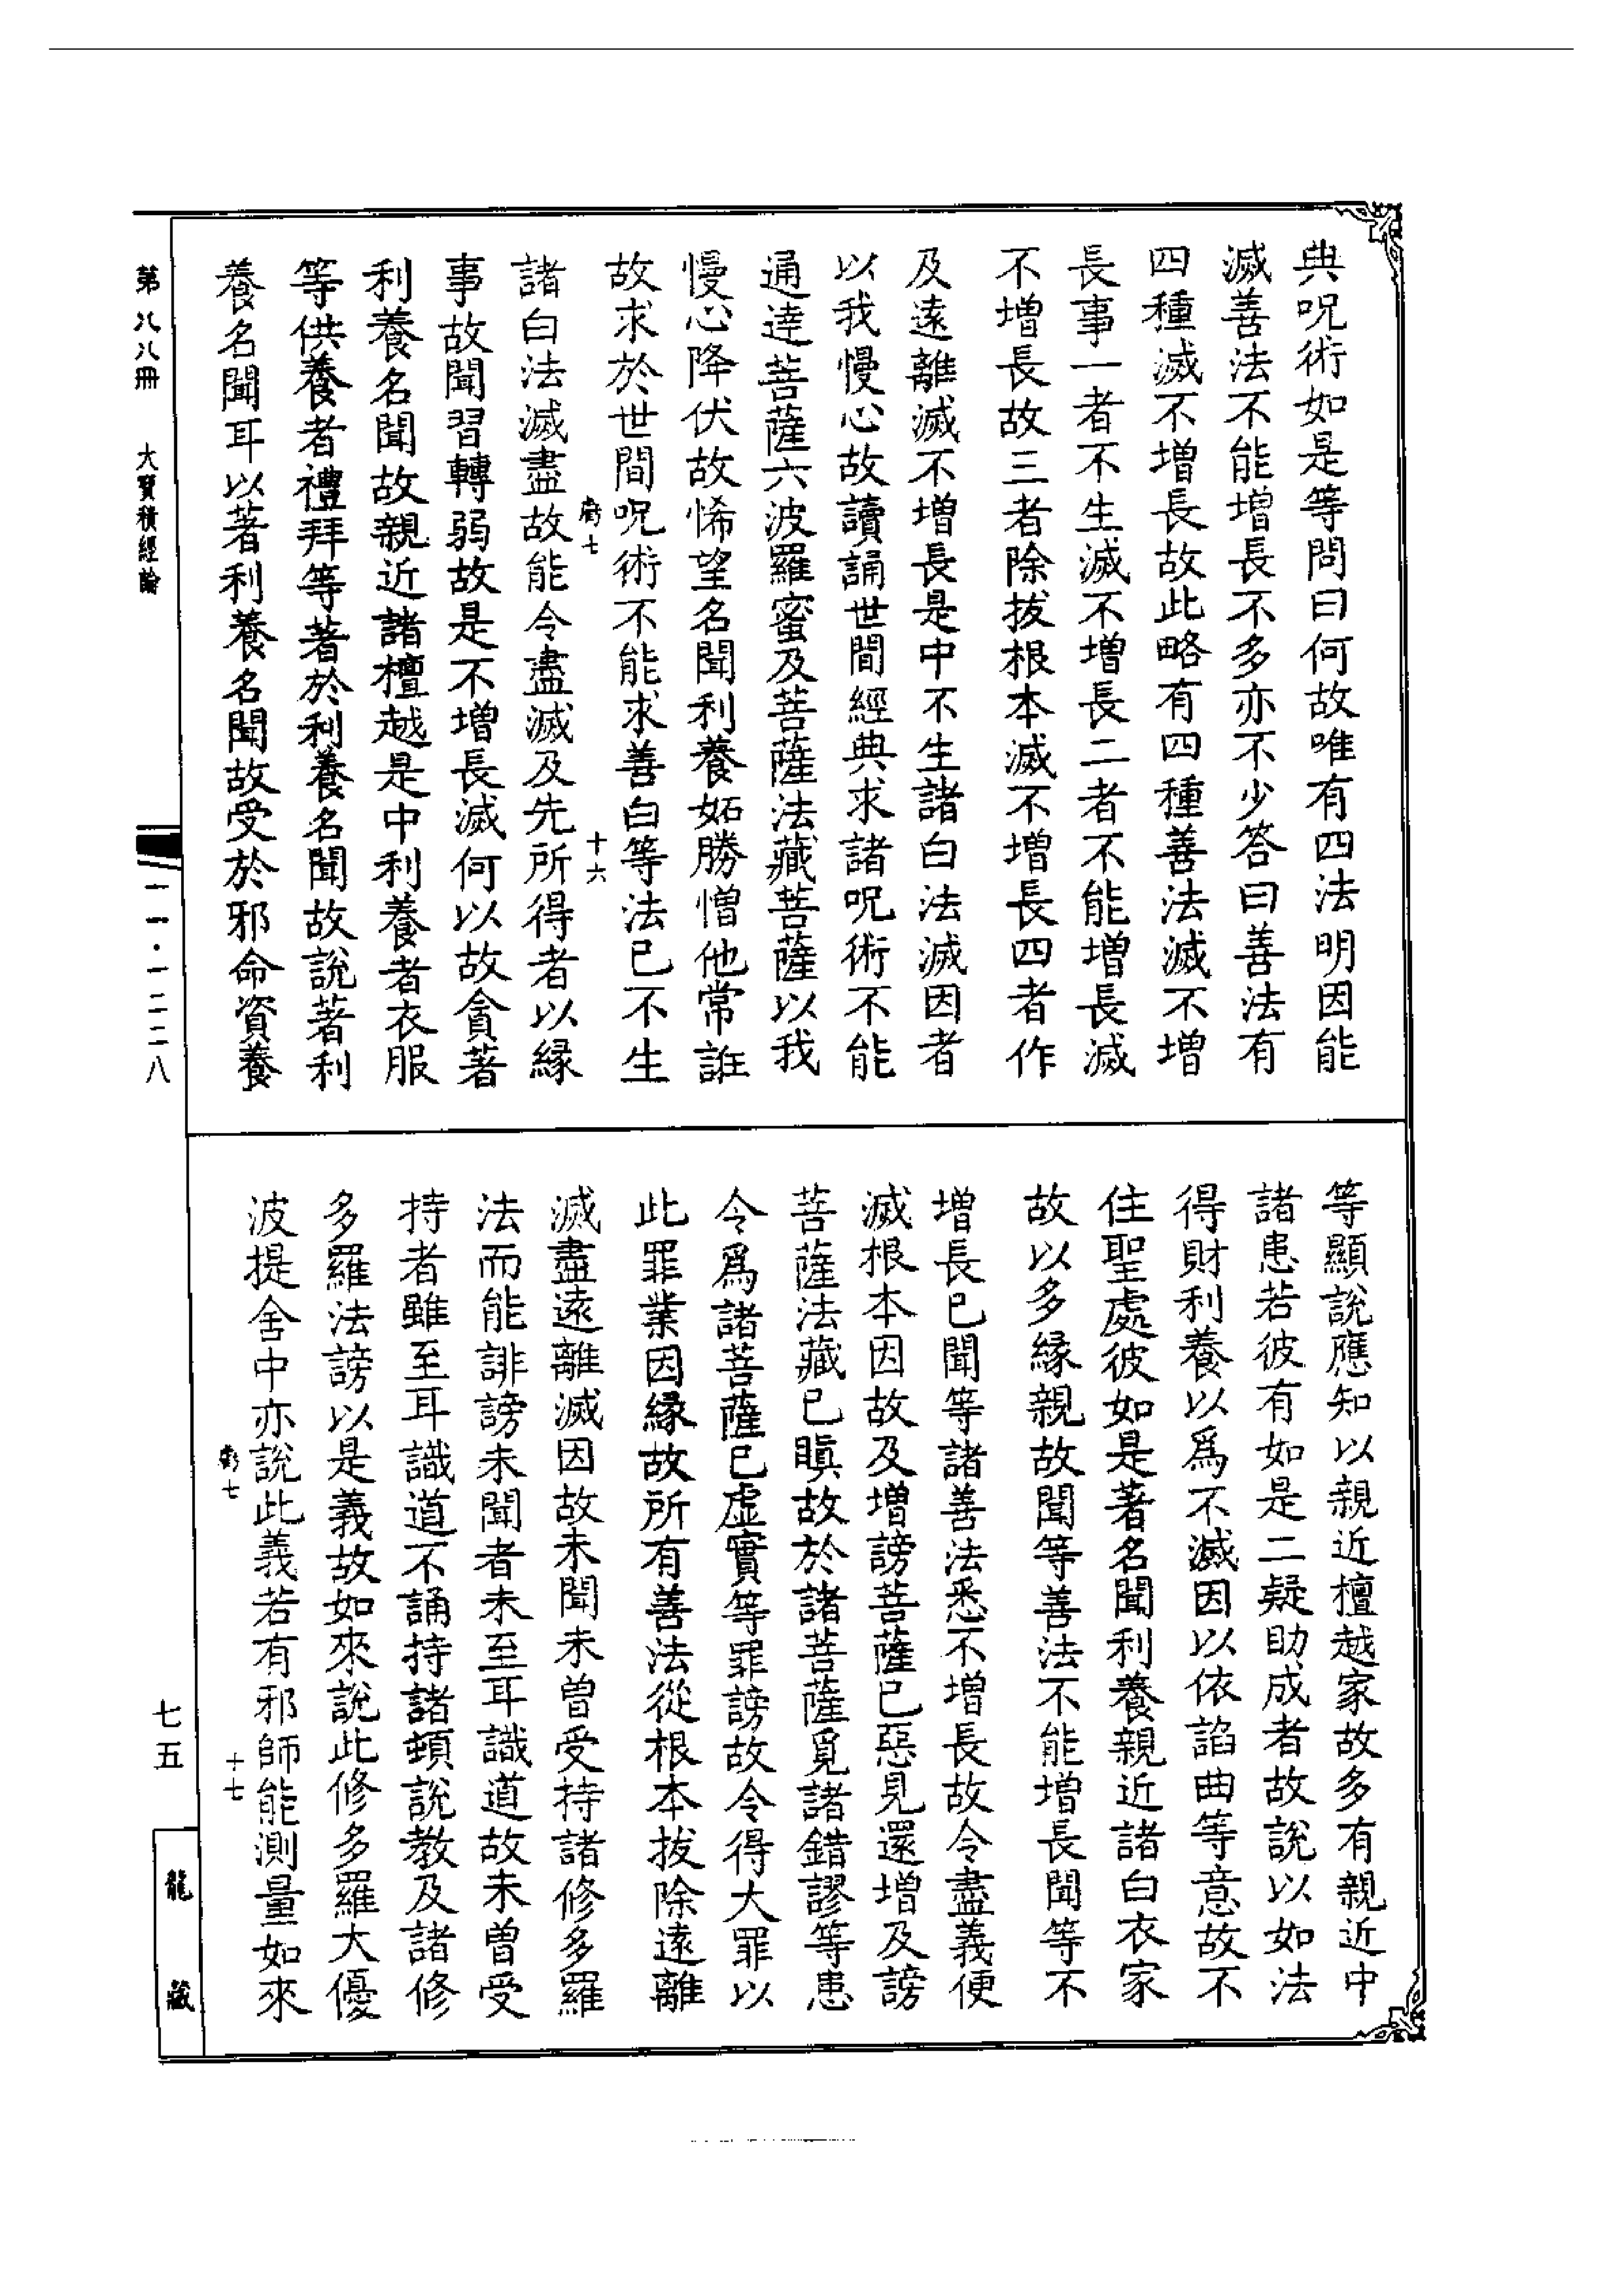 典呪術如是等問曰何故唯有四法明因能
滅善法不能增長不多亦不少答曰善法有
四種滅不增長故此略有四種善法滅不增
長事一者不生滅不增長二者不能增長滅
不增長故三者除拔根本滅不增長四者作
及遠離滅不增長是中不生諸白法滅因者
以我慢心故讀誦世間經典求諸呪術不能
通達菩薩六波羅蜜及菩薩法藏菩薩以我
慢心降伏故悕望名聞利養妬勝憎他常誑
故求於世間呪術不能求善白等法已不生
諸白法滅盡故能令盡滅及先所得者以緣
事故聞習轉弱故是不增長滅何以故貪著
利養名聞故親近諸檀越是中利養者衣服
等供養者禮拜等著於利養名聞故說著利
養名聞耳以著利養名聞故受於邪命資養
等顯說應知以親近檀越家故多有親近中
諸患若彼有如是二疑助成者故說以如法
得財利養以爲不滅因以依諂曲等意故不
住聖處彼如是著名聞利養親近諸白衣家
故以多緣親故聞等善法不能增長聞等不
增長已聞等諸善法悉不增長故令盡義便
滅根本因故及增謗菩薩已惡見還增及謗
菩薩法藏已瞋故於諸菩薩覓諸錯謬等患
令爲諸菩薩已虛實等罪謗故令得大罪以
此罪業因緣故所有善法從根本拔除遠離
滅盡遠離滅因故未聞未曾受持諸修多羅
法而能誹謗未聞者未至耳識道故未曾受
持者雖至耳識道不誦持諸頓說教及諸修
多羅法謗以是義故如來說此修多羅大優
波提舍中亦說此義若有邪師能測量如來
虧七
十六
虧七
十七
第八八冊
大寶積經論
一一·一二二八
七五
龍藏